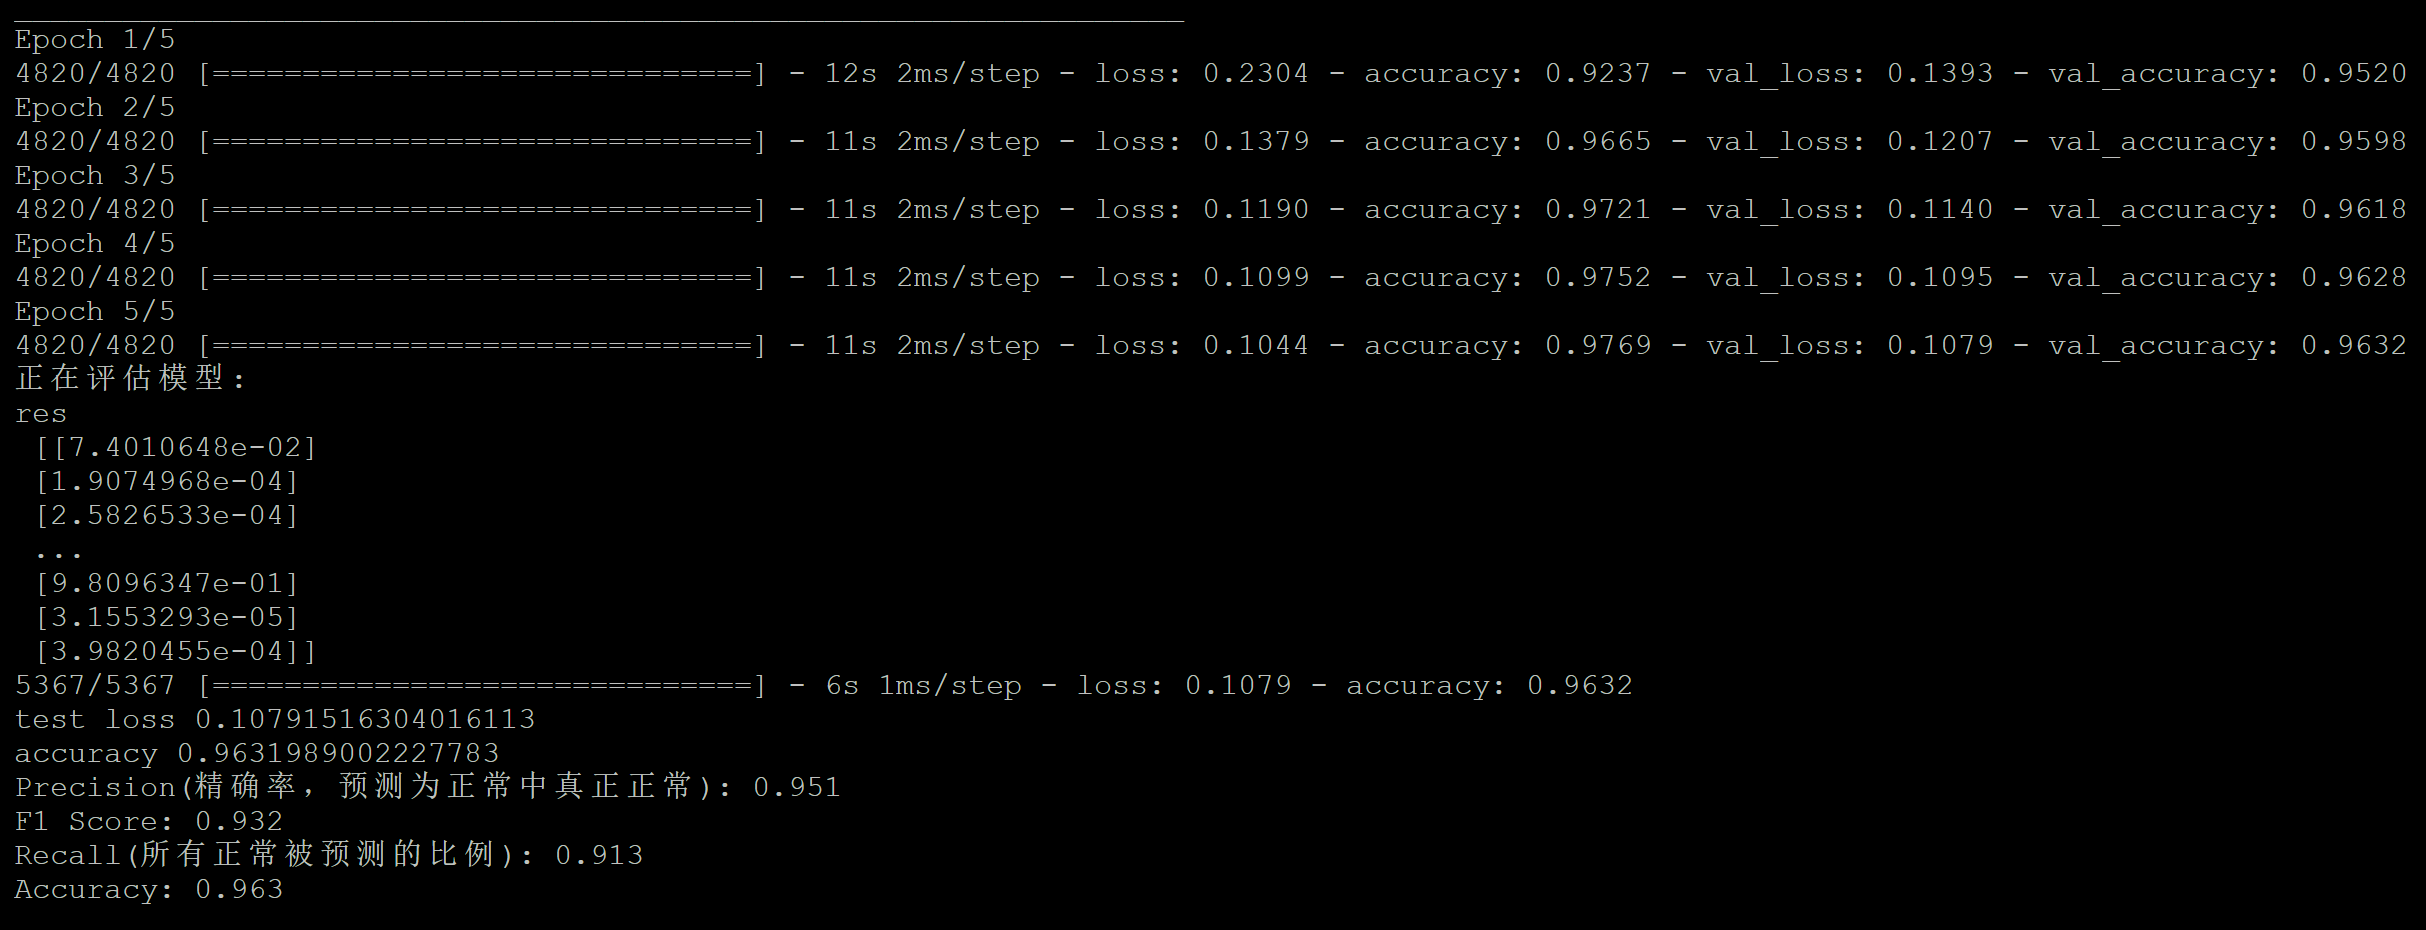 Epoch 1/5
4820/4820 [==============================] - 12s 2ms/step - loss: 0.2304 - accuracy: 0.9237 - val_loss: 0.1393 - val_accuracy: 0.9520
Epoch 2/5
4820/4820 [==============================] - 11s 2ms/step - loss: 0.1379 - accuracy: 0.9665 - val_loss: 0.1207 - val_accuracy: 0.9598
Epoch 3/5
4820/4820 [==============================] - 11s 2ms/step - loss: 0.1190 - accuracy: 0.9721 - val_loss: 0.1140 - val_accuracy: 0.9618
Epoch 4/5
4820/4820 [==============================] - 11s 2ms/step - loss: 0.1099 - accuracy: 0.9752 - val_loss: 0.1095 - val_accuracy: 0.9628
Epoch 5/5
4820/4820 [==============================] - 11s 2ms/step - loss: 0.1044 - accuracy: 0.9769 - val_loss: 0.1079 - val_accuracy: 0.9632
正在评估模型：
res
 [[7.4010648e-02]
 [1.9074968e-04]
 [2.5826533e-04]
 ...
 [9.8096347e-01]
 [3.1553293e-05]
 [3.9820455e-04]]
5367/5367 [==============================] - 6s 1ms/step - loss: 0.1079 - accuracy: 0.9632
test loss 0.10791516304016113
accuracy 0.9631989002227783
Precision(精确率，预测为正常中真正正常): 0.951
F1 Score: 0.932
Recall(所有正常被预测的比例): 0.913
Accuracy: 0.963